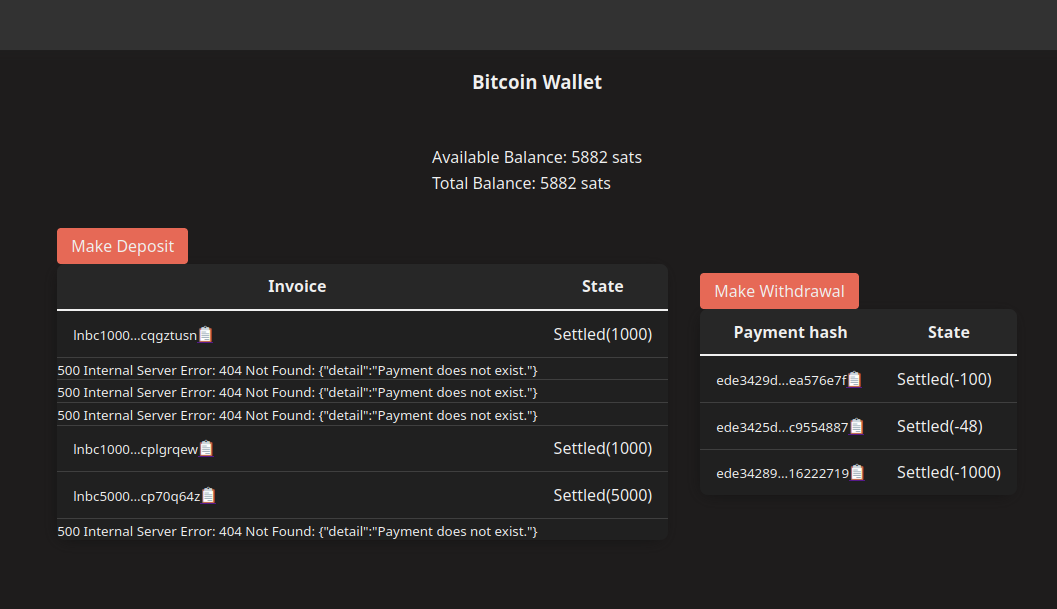 Bitcoin Wallet
Available Balance: 5882 sats
Total Balance: 5882 sats
Make Deposit
Invoice State
lnbc1000...cqgztusn Settled(1000)
500 Internal Server Error: 404 Not Found: {"detail":"Payment does not exist."}
500 Internal Server Error: 404 Not Found: {"detail":"Payment does not exist."}
500 Internal Server Error: 404 Not Found: {"detail":"Payment does not exist."}
lnbc1000...cplgrqew Settled(1000)
lnbc5000...cp70q64z Settled(5000)
500 Internal Server Error: 404 Not Found: {"detail":"Payment does not exist."}
Make Withdrawal
Payment hash State
ede3429d...ea576e7f Settled(-100)
ede3425d...c9554887 Settled(-48)
ede34289...16222719 Settled(-1000)